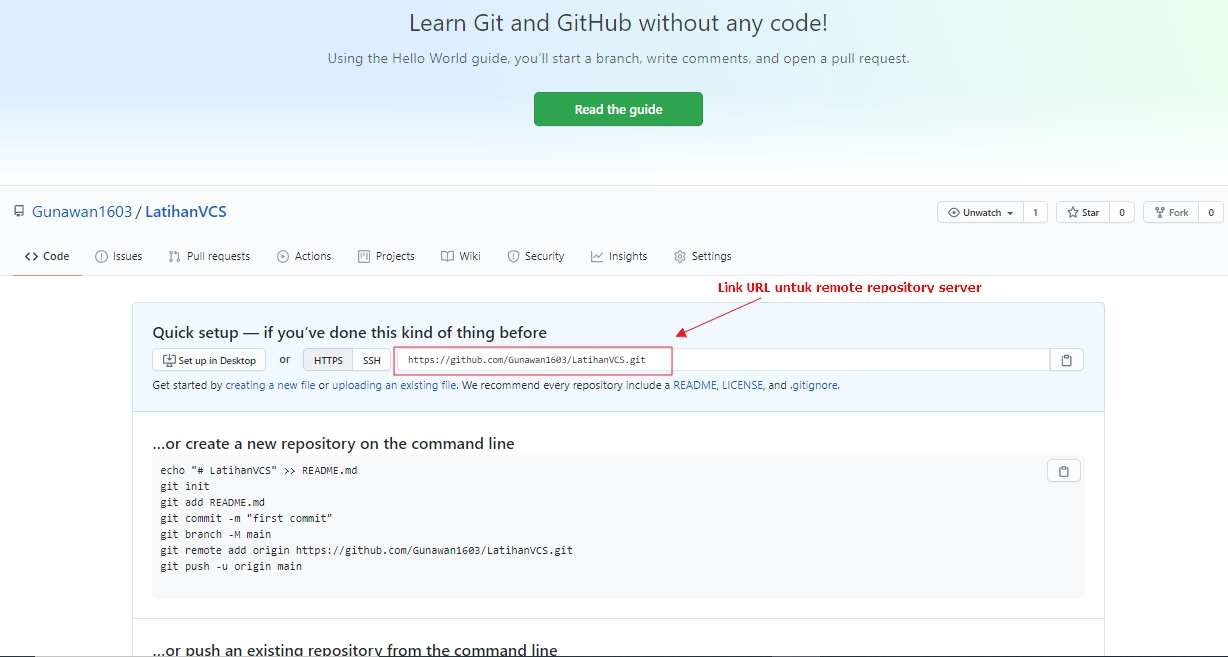 Learn Git and GitHub without any code!
Using the Hello World guide, you’ll start a branch, write comments, and open a pull request.
Read the guide
Gunawan1603 / LatihanVCS
Unwatch 1 Star 0 Fork 0
Code Issues Pull requests Actions Projects Wiki Security Insights Settings
Link URL untuk remote repository server
Quick setup — if you’ve done this kind of thing before
Set up in Desktop or HTTPS SSH https://github.com/Gunawan1603/LatihanVCS.git
Get started by creating a new file or uploading an existing file. We recommend every repository include a README, LICENSE, and .gitignore.
…or create a new repository on the command line
echo "# LatihanVCS" >> README.md
git init
git add README.md
git commit -m "first commit"
git branch -M main
git remote add origin https://github.com/Gunawan1603/LatihanVCS.git
git push -u origin main
…or push an existing repository from the command line